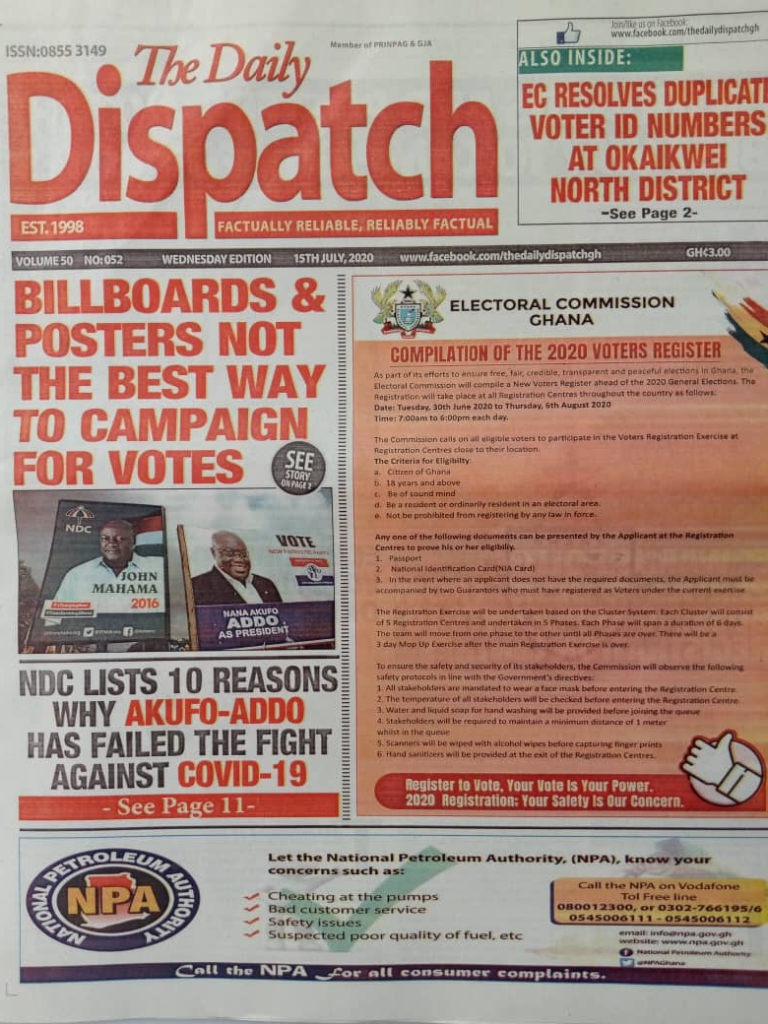 ISSN:0855 3149
Member of PRINPAG & GJA
The Daily
Dispatch
EST. 1998
FACTUALLY RELIABLE, RELIABLY FACTUAL
Join/like us on Facebook:
www.facebook.com/thedailydispatchgh
ALSO INSIDE:
EC RESOLVES DUPLICATE
VOTER ID NUMBERS
AT OKAIKWEI
NORTH DISTRICT
-See Page 2-
VOLUME 50 NO: 052 WEDNESDAY EDITION 15TH JULY, 2020 www.facebook.com/thedailydispatchgh GH¢3.00
BILLBOARDS &
POSTERS NOT
THE BEST WAY
TO CAMPAIGN
FOR VOTES
SEE
STORY
ON PAGE 2
NDC
JOHN
MAHAMA
2016
VOTE
NANA AKUFO
ADDO
AS PRESIDENT
NDC LISTS 10 REASONS
WHY AKUFO-ADDO
HAS FAILED THE FIGHT
AGAINST COVID-19
- See Page 11-
ELECTORAL COMMISSION
GHANA
COMPILATION OF THE 2020 VOTERS REGISTER
As part of its efforts to ensure free, fair, credible, transparent and peaceful elections in Ghana, the
Electoral Commission will compile a New Voters Register ahead of the 2020 General Elections. The
Registration will take place at all Registration Centres throughout the country as follows:
Date: Tuesday, 30th June 2020 to Thursday, 6th August 2020
Time: 7:00am to 6:00pm each day.
The Commission calls on all eligible voters to participate in the Voters Registration Exercise at
Registration Centres close to their location.
The Criteria for Eligibilty:
a. Citizen of Ghana
b. 18 years and above
c. Be of sound mind
d. Be a resident or ordinarily resident in an electoral area.
e. Not be prohibited from registering by any law in force.
Any one of the following documents can be presented by the Applicant at the Registration
Centres to prove his or her eligibility.
1. Passport
2. National Identification Card(NIA Card)
3. In the event where an applicant does not have the required documents, the Applicant must be
accompanied by two Guarantors who must have registered as Voters under the current exercise.
The Registration Exercise will be undertaken based on the Cluster System. Each Cluster will consist
of 5 Registration Centres and undertaken in 5 Phases. Each Phase will span a duration of 6 days.
The team will move from one phase to the other until all Phases are over. There will be a
3 day Mop Up Exercise after the main Registration Exercise is over.
To ensure the safety and security of its stakeholders, the Commission will observe the following
safety protocols in line with the Government's directives:
1. All stakeholders are mandated to wear a face mask before entering the Registration Centre.
2. The temperature of all stakeholders will be checked before entering the Registration Centre.
3. Water and liquid soap for hand washing will be provided before joining the queue
4. Stakeholders will be required to maintain a minimum distance of 1 meter
whilst in the queue
5. Scanners will be wiped with alcohol wipes before capturing finger prints
6. Hand sanitizers will be provided at the exit of the Registration Centres.
Register to Vote, Your Vote Is Your Power.
2020 Registration: Your Safety Is Our Concern.
NATIONAL PETROLEUM AUTHORITY
NPA
Let the National Petroleum Authority, (NPA), know your
concerns such as:
Cheating at the pumps
Bad customer service
Safety issues
Suspected poor quality of fuel, etc
Call the NPA on Vodafone
Tol Free line
080012300, or 0302-766195/6
0545006111 - 0545006112
email: info@npa.gov.gh
website: www.npa.gov.gh
National Petroleum Authority
@NPAGhana
Call the NPA for all consumer complaints.